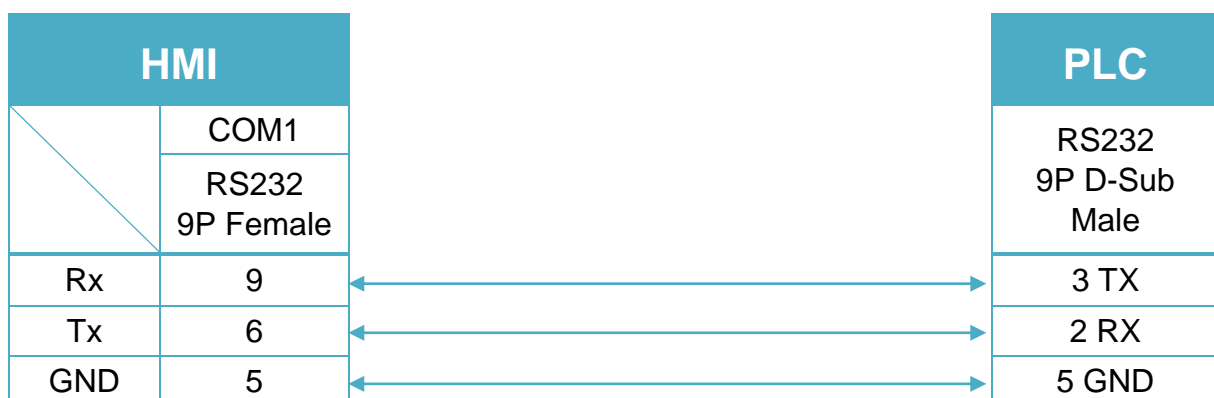 HMI
PLC
COM1
RS232
9P Female
RS232
9P D-Sub
Male
Rx 9 3 TX
Tx 6 2 RX
GND 5 5 GND